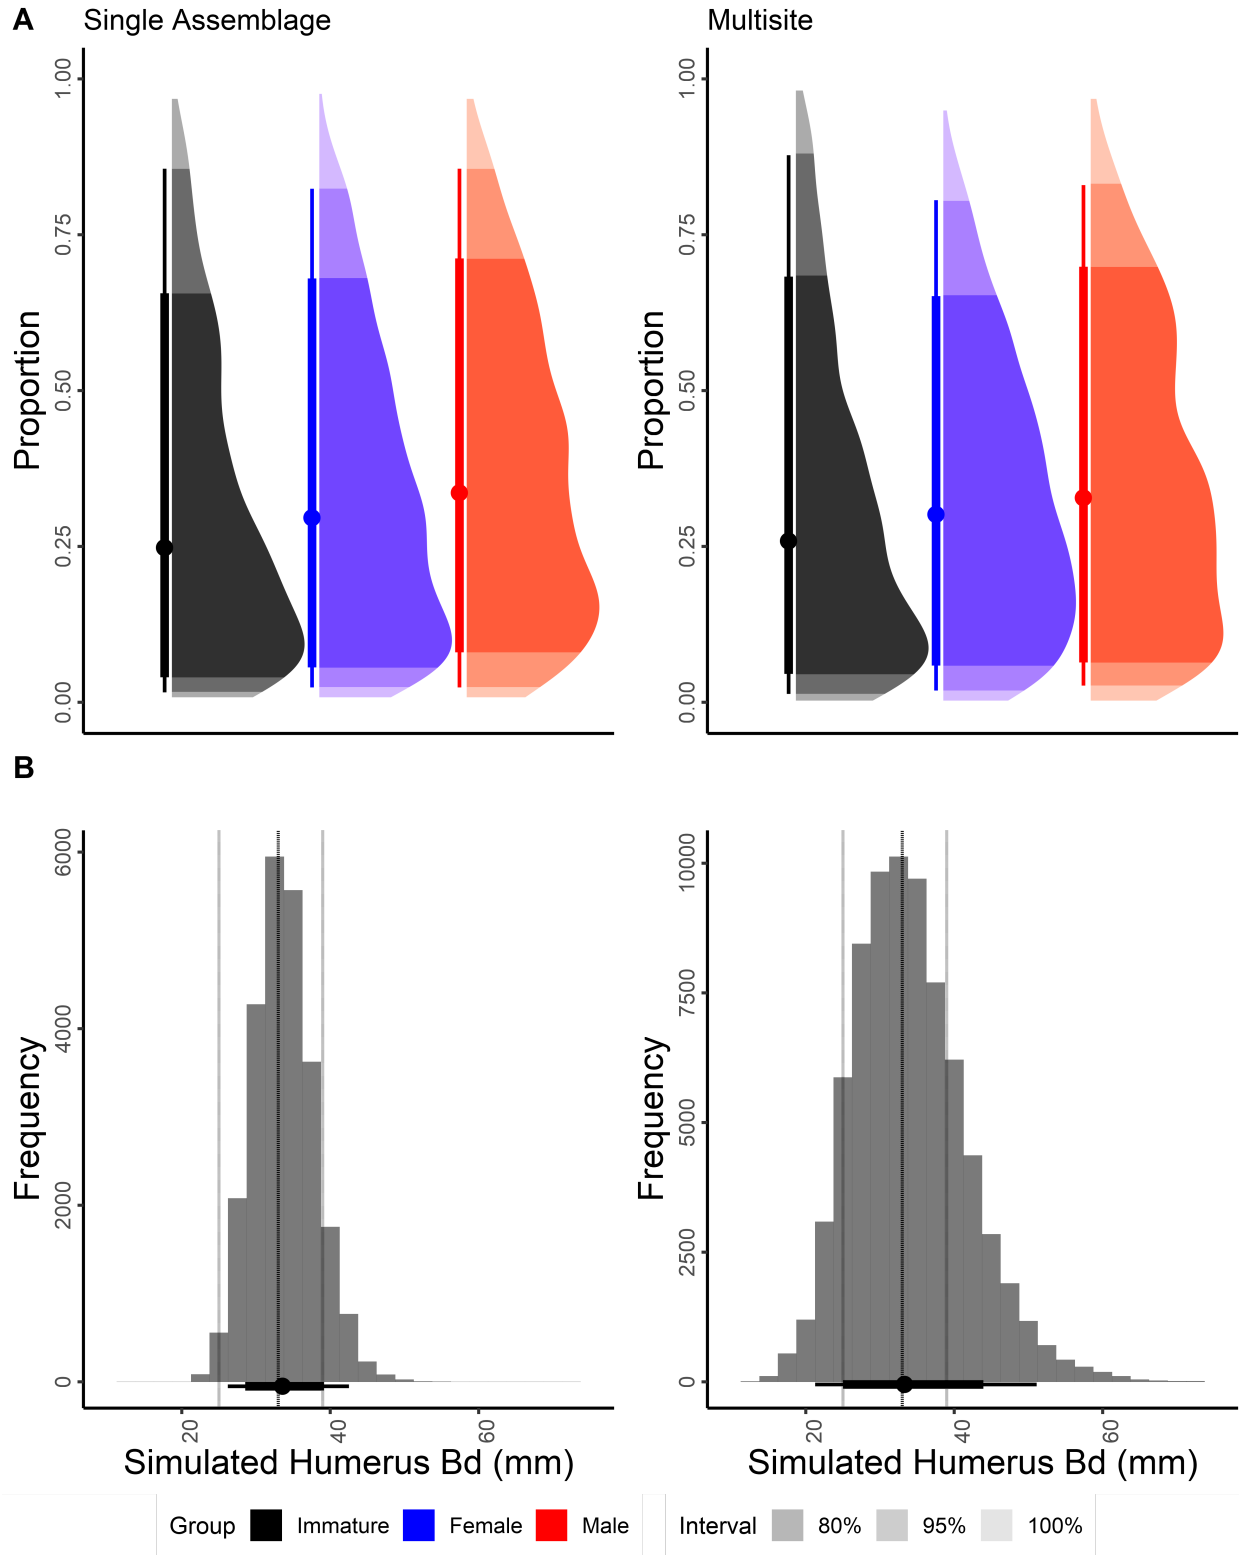 A
Single Assemblage
Multisite
Proportion
1.00
0.75
0.50
0.25
0.00
Proportion
1.00
0.75
0.50
0.25
0.00
B
Frequency
6000
4000
2000
0
20
40
60
Simulated Humerus Bd (mm)
Frequency
10000
7500
5000
2500
0
20
40
60
Simulated Humerus Bd (mm)
Group Immature Female Male
Interval 80% 95% 100%